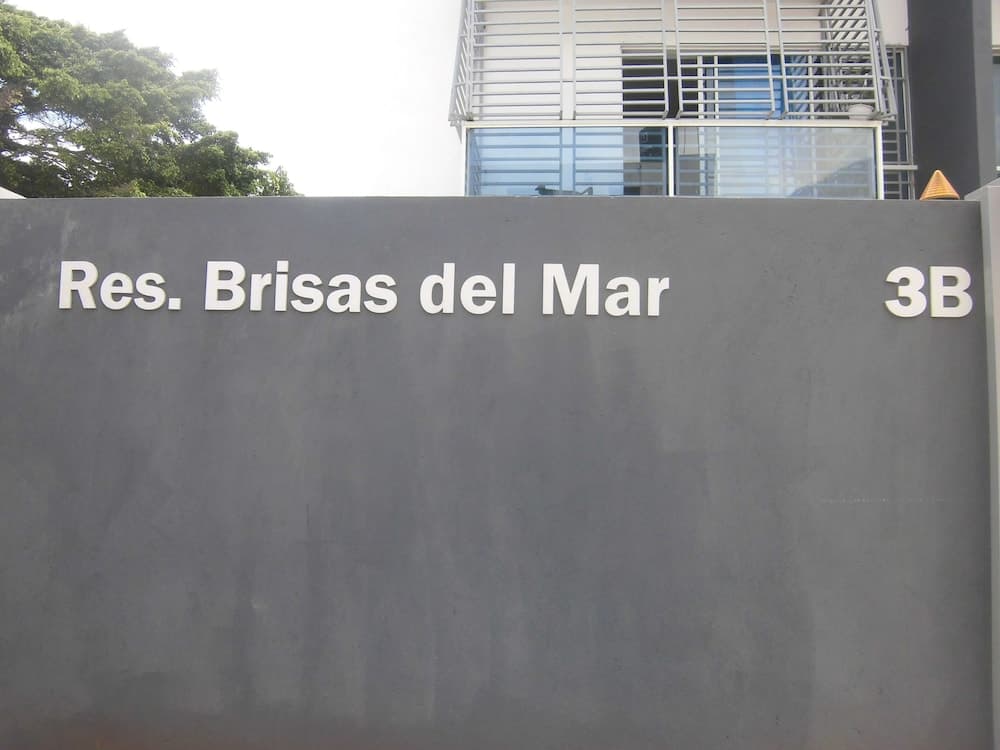 Res. Brisas del Mar 3B